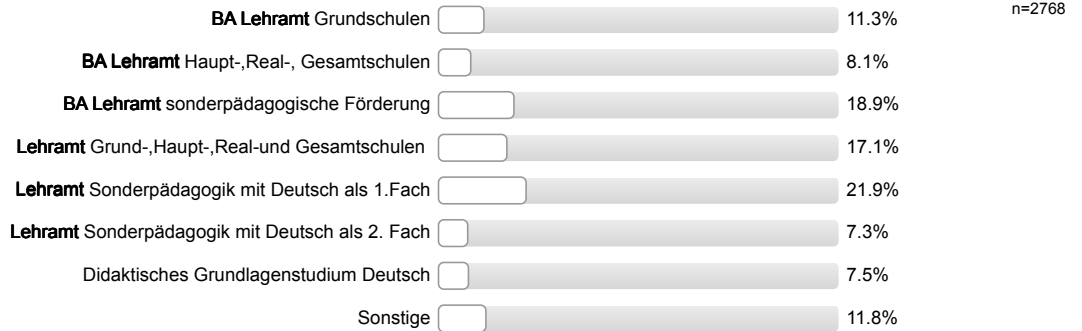 BA Lehramt Grundschulen 11.3% n=2768
BA Lehramt Haupt-,Real-, Gesamtschulen 8.1%
BA Lehramt sonderpädagogische Förderung 18.9%
Lehramt Grund-,Haupt-,Real-und Gesamtschulen 17.1%
Lehramt Sonderpädagogik mit Deutsch als 1.Fach 21.9%
Lehramt Sonderpädagogik mit Deutsch als 2. Fach 7.3%
Didaktisches Grundlagenstudium Deutsch 7.5%
Sonstige 11.8%